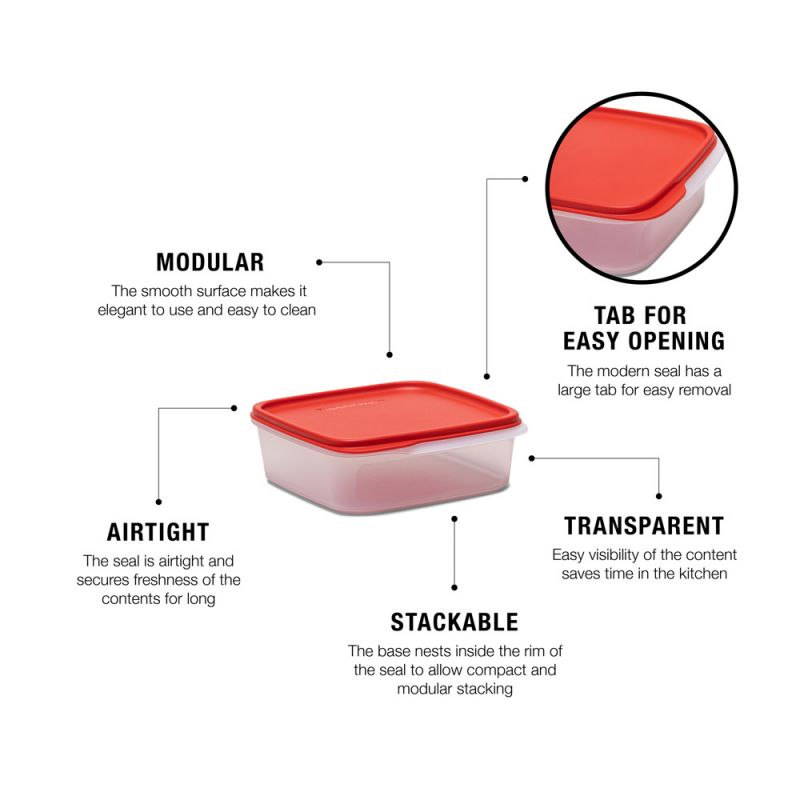 MODULAR
The smooth surface makes it
elegant to use and easy to clean
TAB FOR
EASY OPENING
The modern seal has a
large tab for easy removal
AIRTIGHT
The seal is airtight and
secures freshness of the
contents for long
TRANSPARENT
Easy visibility of the content
saves time in the kitchen
STACKABLE
The base nests inside the rim of
the seal to allow compact and
modular stacking